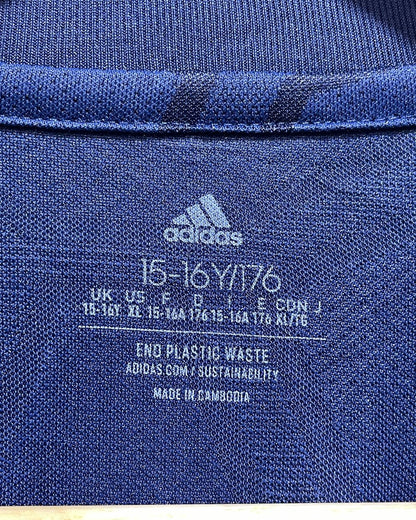 adidas
15-16Y/176
UK US F D I E CDN J
15-16Y XL 15-16A 176 15-16A 176 XL/TG
END PLASTIC WASTE
ADIDAS.COM / SUSTAINABILITY
MADE IN CAMBODIA